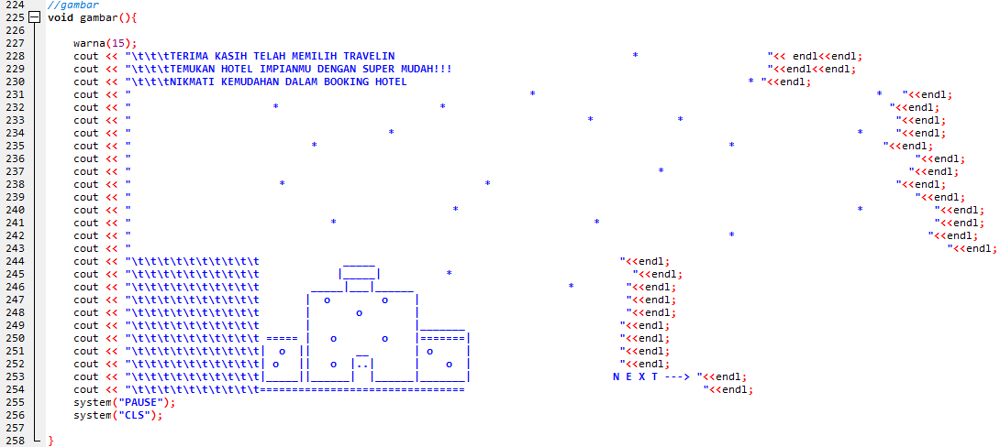 224 //gambar
225 void gambar(){
226
227     warna(15);
228     cout << "\t\t\tTERIMA KASIH TELAH MEMILIH TRAVELIN                                     *                    "<< endl<<endl;
229     cout << "\t\t\tTEMUKAN HOTEL IMPIANMU DENGAN SUPER MUDAH!!!                                                 "<<endl<<endl;
230     cout << "\t\t\tNIKMATI KEMUDAHAN DALAM BOOKING HOTEL                                                     * "<<endl;
231     cout << "                                                              *                                                     *   "<<endl;
232     cout << "                      *                         *                                                                     "<<endl;
233     cout << "                                                                       *             *                                 "<<endl;
234     cout << "                                        *                                                                        *     "<<endl;
235     cout << "                            *                                                                *                       "<<endl;
236     cout << "                                                                                                                          "<<endl;
237     cout << "                                                                                  *                                      "<<endl;
238     cout << "                       *                               *                                                               "<<endl;
239     cout << "                                                                                                                          "<<endl;
240     cout << "                                                  *                                                              *           "<<endl;
241     cout << "                               *                                        *                                                    "<<endl;
242     cout << "                                                                                             *                              "<<endl;
243     cout << "                                                                                                                               "<<endl;
244     cout << "\t\t\t\t\t\t\t\t\t\t             _____                                      "<<endl;
245     cout << "\t\t\t\t\t\t\t\t\t\t            |_____|          *                            "<<endl;
246     cout << "\t\t\t\t\t\t\t\t\t\t        _____|___|______                        *        "<<endl;
247     cout << "\t\t\t\t\t\t\t\t\t\t       |  o        o    |                                "<<endl;
248     cout << "\t\t\t\t\t\t\t\t\t\t       |       o        |                                "<<endl;
249     cout << "\t\t\t\t\t\t\t\t\t\t       |                |_______                        "<<endl;
250     cout << "\t\t\t\t\t\t\t\t\t\t ===== |   o       o    |=======|                       "<<endl;
251     cout << "\t\t\t\t\t\t\t\t\t\t|  o  ||       __       | o     |                       "<<endl;
252     cout << "\t\t\t\t\t\t\t\t\t\t| o   ||   o  |..|      |    o  |                       "<<endl;
253     cout << "\t\t\t\t\t\t\t\t\t\t|_____||______|  |______|_______|                      N E X T ---> "<<endl;
254     cout << "\t\t\t\t\t\t\t\t\t\t================================                                     "<<endl;
255     system("PAUSE");
256     system("CLS");
257
258 }